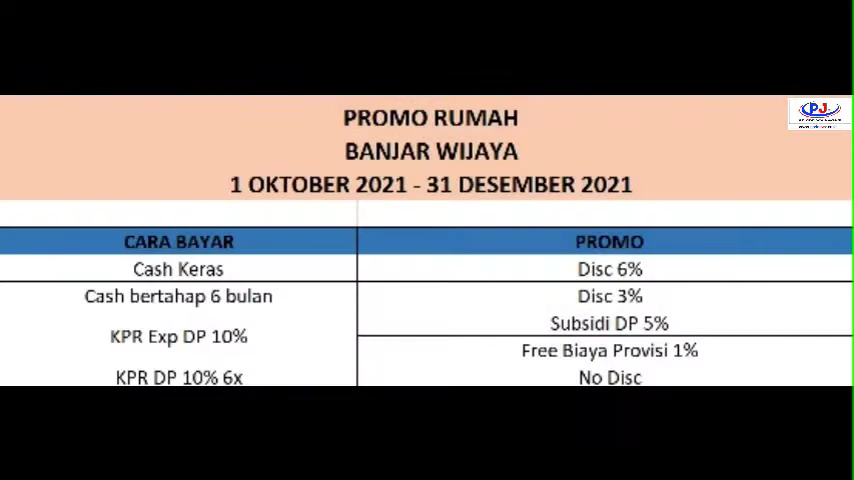 PROMO RUMAH
BANJAR WIJAYA
1 OKTOBER 2021 - 31 DESEMBER 2021
CARA BAYAR PROMO
Cash Keras Disc 6%
Cash bertahap 6 bulan Disc 3%
KPR Exp DP 10% Subsidi DP 5%
Free Biaya Provisi 1%
KPR DP 10% 6x No Disc
PJ